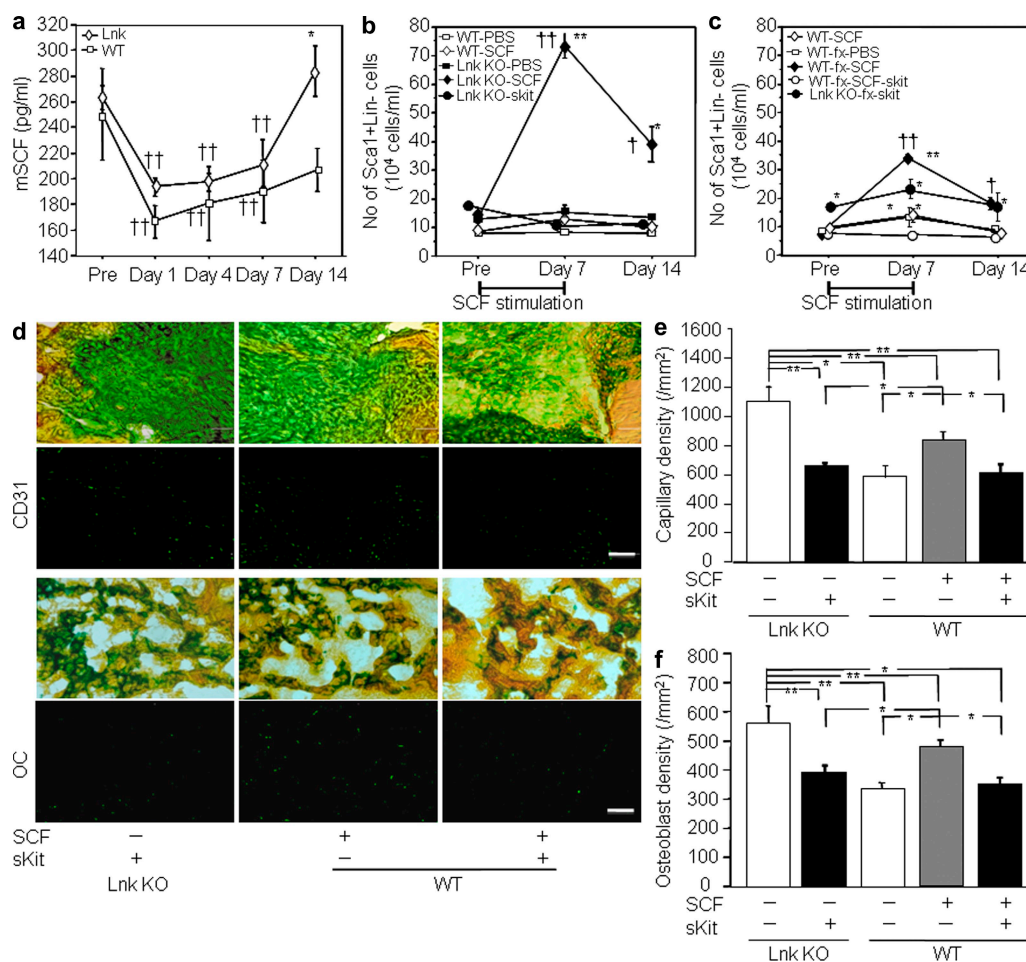 a
320
300
280
260
240
220
200
180
160
140
mSCF (pg/ml)
Lnk
WT
*
††
††
††
††
††
††
Pre Day 1 Day 4 Day 7 Day 14
b
80
70
60
50
40
30
20
10
0
No of Sca1+Lin- cells
(10⁴ cells/ml)
WT-PBS
WT-SCF
Lnk KO-PBS
Lnk KO-SCF
Lnk KO-skit
†† **
† *
Pre Day 7 Day 14
SCF stimulation
c
80
70
60
50
40
30
20
10
0
No of Sca1+Lin- cells
(10⁴ cells/ml)
WT-SCF
WT-fx-PBS
WT-fx-SCF
WT-fx-SCF-skit
Lnk KO-fx-skit
††
**
*
*
* *
†
*
*
Pre Day 7 Day 14
SCF stimulation
d
CD31
OC
SCF – + +
sKit + – +
Lnk KO WT
e
1600
1400
1200
1000
800
600
400
200
0
Capillary density (/mm²)
**
**
** *
* * *
SCF – – – + +
sKit – + – – +
Lnk KO WT
f
800
700
600
500
400
300
200
100
0
Osteoblast density (/mm²)
*
**
** **
* * *
SCF – – – + +
sKit – + – – +
Lnk KO WT